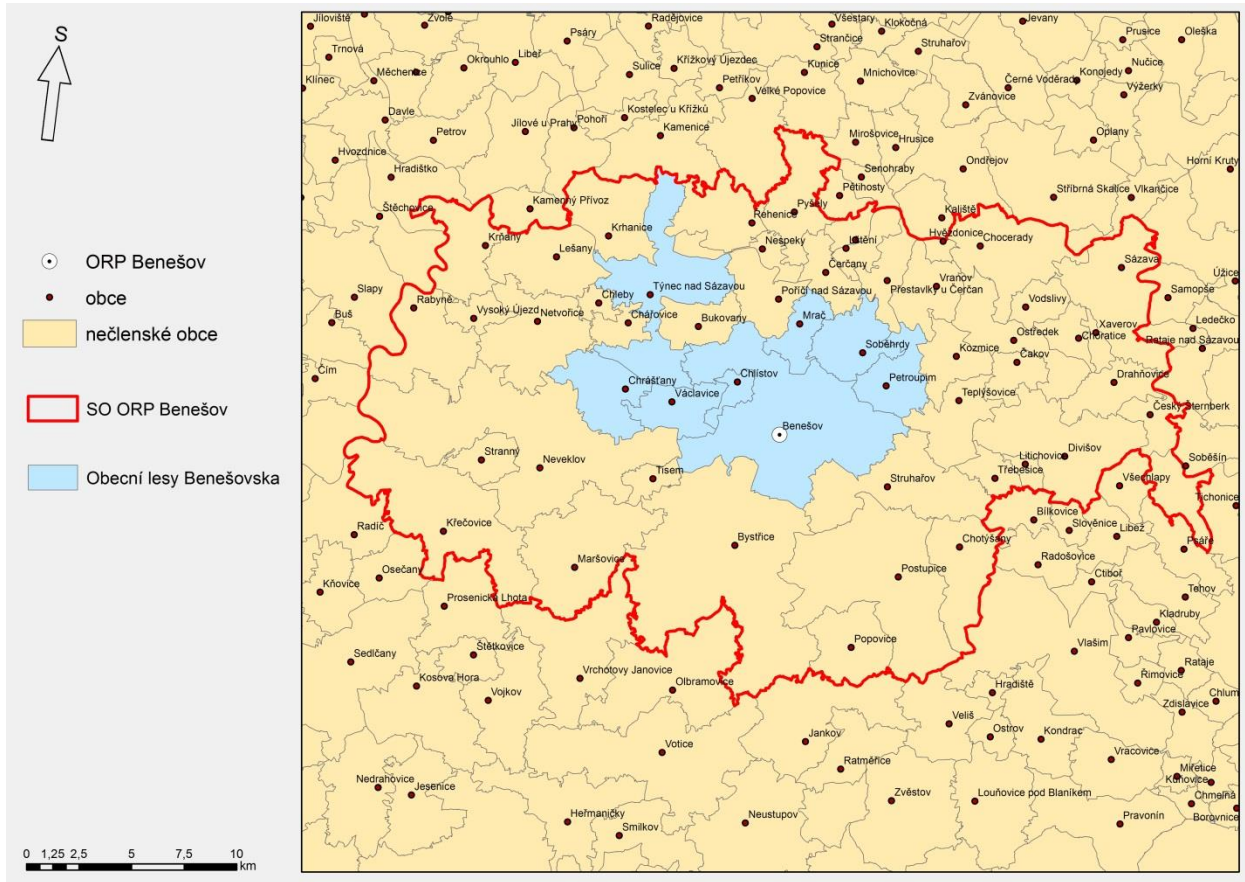 S
ORP Benešov
obce
nečlenské obce
SO ORP Benešov
Obecní lesy Benešovska
0 1,25 2,5 5 7,5 10
km
Jíloviště
Zvole
Radějovice
Všestary
Klokočná
Jevany
Prusice
Oleška
Trnová
Psáry
Strančice
Struhařov
Libeř
Okrouhlo
Křížkový Újezdec
Sulice
Kunice
Nučice
Klínec
Měchenice
Petříkov
Mnichovice
Černé Voděrady
Konojedy
Velké Popovice
Zvánovice
Výžerky
Davle
Kostelec u Křížků
Petrov
Jílové u Prahy
Pohoří
Kamenice
Mirošovice
Hrusice
Oplany
Hvozdnice
Hradištko
Senohraby
Ondřejov
Horní Kruty
Pětihosty
Stříbrná Skalice
Vlkančice
Štěchovice
Kamenný Přívoz
Pyšely
Řehenice
Kaliště
Krňany
Krhanice
Lešany
Nespeky
Lštění
Hvězdonice
Chocerady
Čerčany
Sázava
Přestavlky u Čerčan
Vranov
Úžice
Slapy
Rabyně
Chleby
Týnec nad Sázavou
Poříčí nad Sázavou
Vodslivy
Samopše
Buš
Vysoký Újezd
Netvořice
Chářovice
Bukovany
Mrač
Ostředek
Xaverov
Choratice
Ledečko
Rataje nad Sázavou
Soběhrdy
Kozmice
Čakov
Čím
Chrášťany
Václavice
Chlístov
Petroupim
Teplýšovice
Drahňovice
Český Šternberk
Benešov
Stranný
Neveklov
Tisem
Struhařov
Třebešice
Litichovice
Divišov
Soběšín
Všechlapy
Tichonice
Radíč
Křečovice
Bystřice
Chotýšany
Bílkovice
Slověnice
Libež
Psáře
Radošovice
Kňovice
Osečany
Maršovice
Postupice
Ctiboř
Tehov
Prosenická Lhota
Kladruby
Pavlovice
Sedlčany
Štětkovice
Popovice
Vlašim
Kosova Hora
Vojkov
Vrchotovy Janovice
Olbramovice
Hradiště
Římovice
Rataje
Zdislavice
Chlum
Veliš
Ostrov
Kondrac
Votice
Jankov
Ratměřice
Vracovice
Miřetice
Kuňovice
Nedrahovice
Jesenice
Zvěstov
Louňovice pod Blaníkem
Chmelná
Borovnice
Heřmaničky
Smilkov
Neustupov
Pravonín